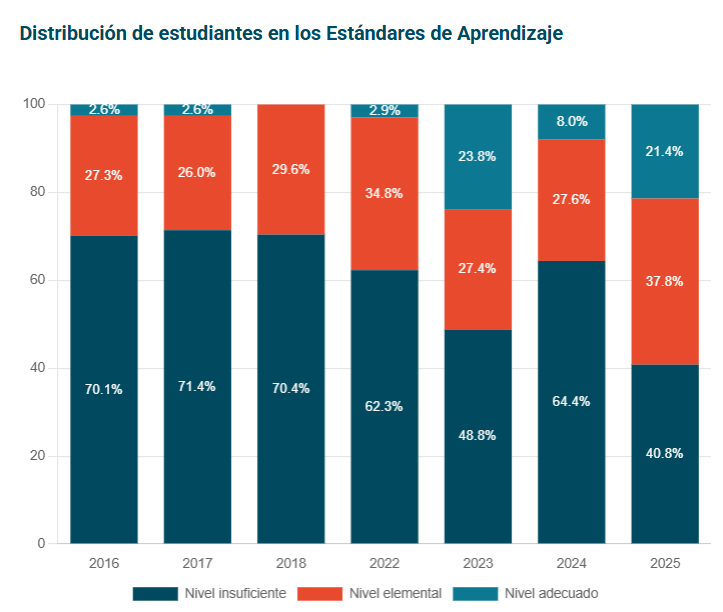 Distribución de estudiantes en los Estándares de Aprendizaje
100
80
60
40
20
0
2.6% 2.6% 2.9% 23.8% 8.0% 21.4%
27.3% 26.0% 29.6% 34.8% 27.4% 27.6% 37.8%
70.1% 71.4% 70.4% 62.3% 48.8% 64.4% 40.8%
2016 2017 2018 2022 2023 2024 2025
Nivel insuficiente Nivel elemental Nivel adecuado